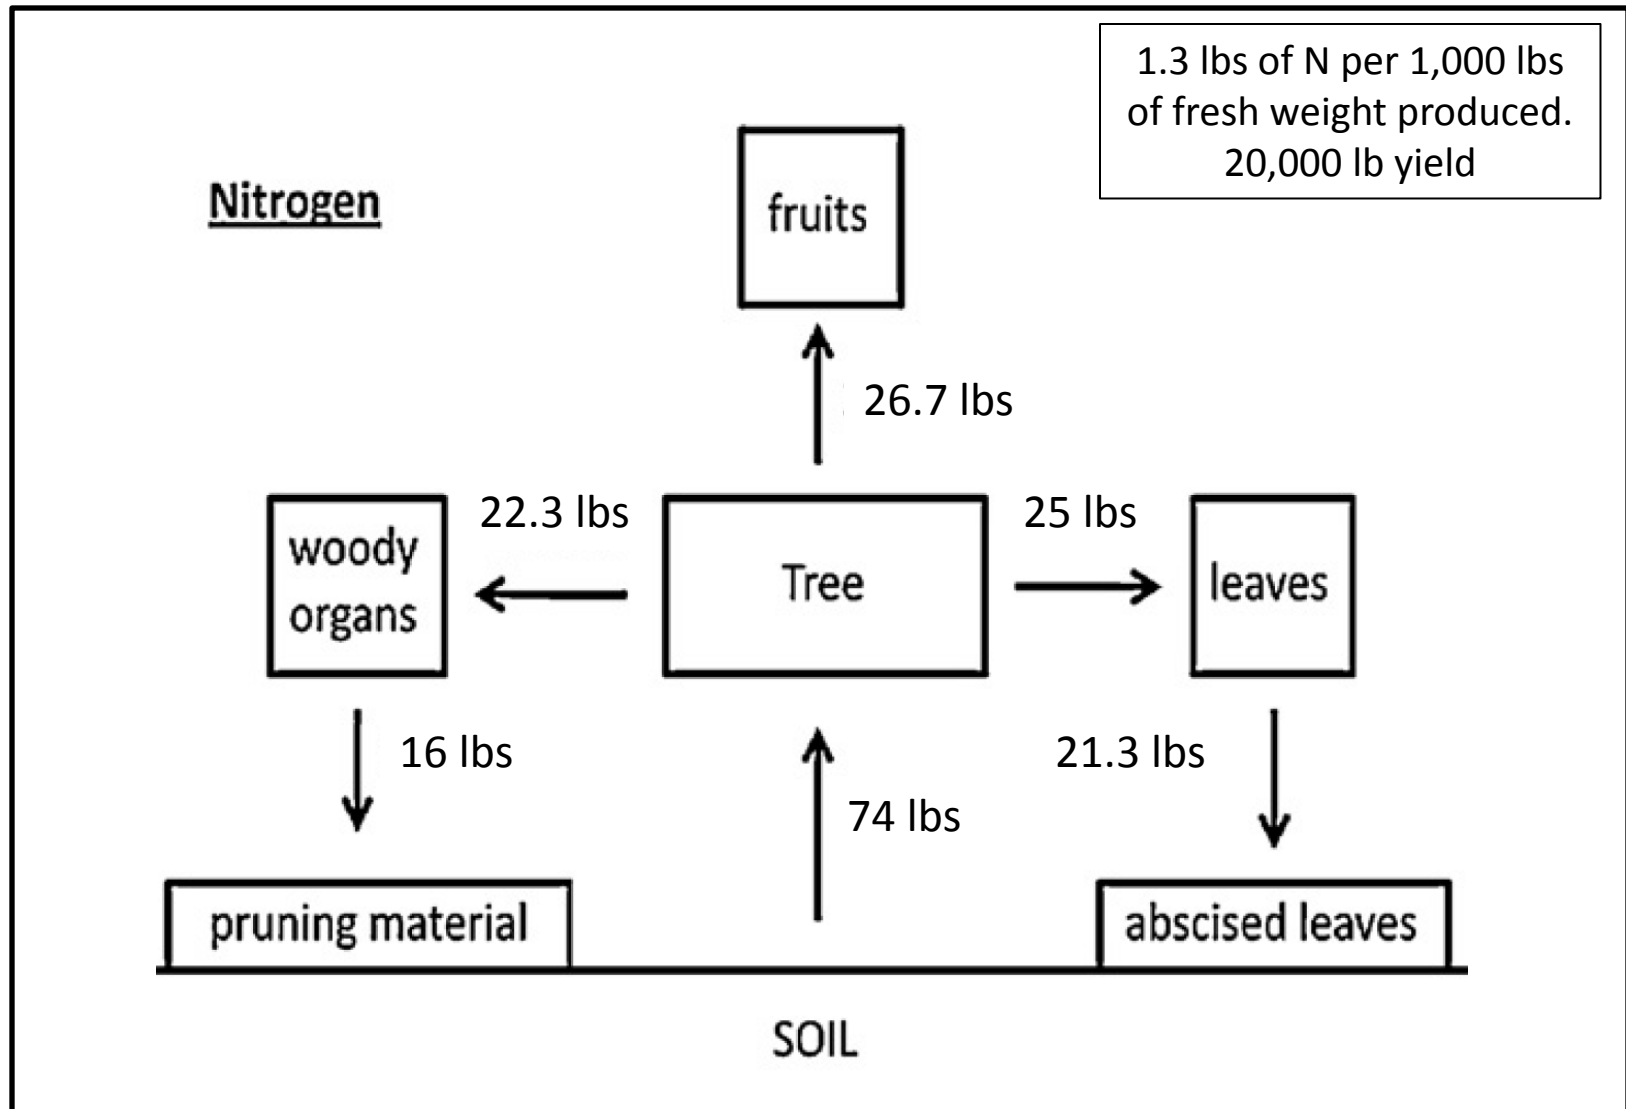 1.3 lbs of N per 1,000 lbs
of fresh weight produced.
20,000 lb yield
Nitrogen
fruits
26.7 lbs
22.3 lbs
25 lbs
woody
organs
Tree
leaves
16 lbs
21.3 lbs
74 lbs
pruning material
abscised leaves
SOIL